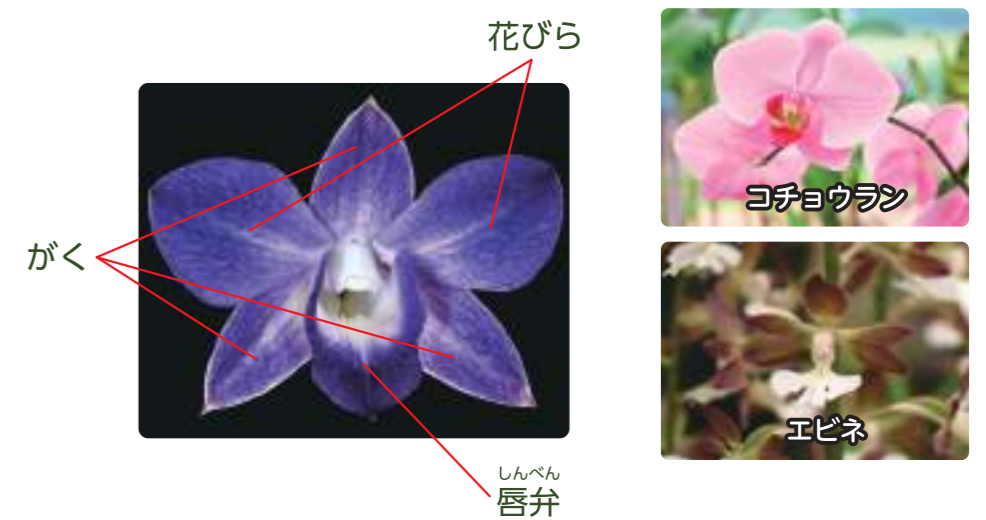 花びら
がく
しんべん
唇弁
コチョウラン
エビネ